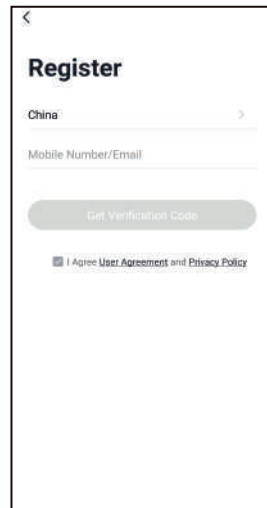 Register
China
Mobile Number/Email
Get Verification Code
I Agree User Agreement and Privacy Policy